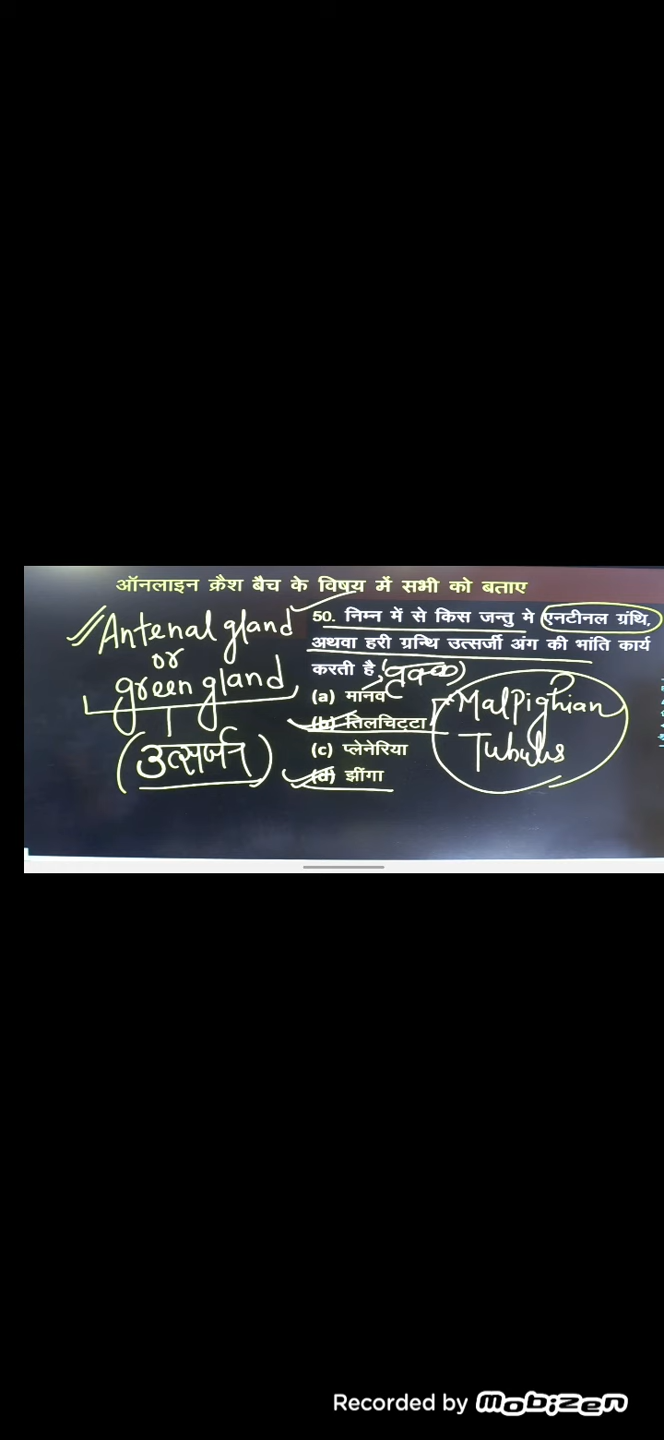 ऑनलाइन क्रैश बैच के विषय में सभी को बताए
Antenal gland
or
green gland
(उत्सर्जन)
50. निम्न में से किस जन्तु मे एनटीनल ग्रंथि,
अथवा हरी ग्रन्थि उत्सर्जी अंग की भांति कार्य
करती है, (वृक्क)
(a) मानव
(b) तिलचिट्टा
(c) प्लेनेरिया
(d) झींगा
Malpighian
Tubules
Recorded by mobizen